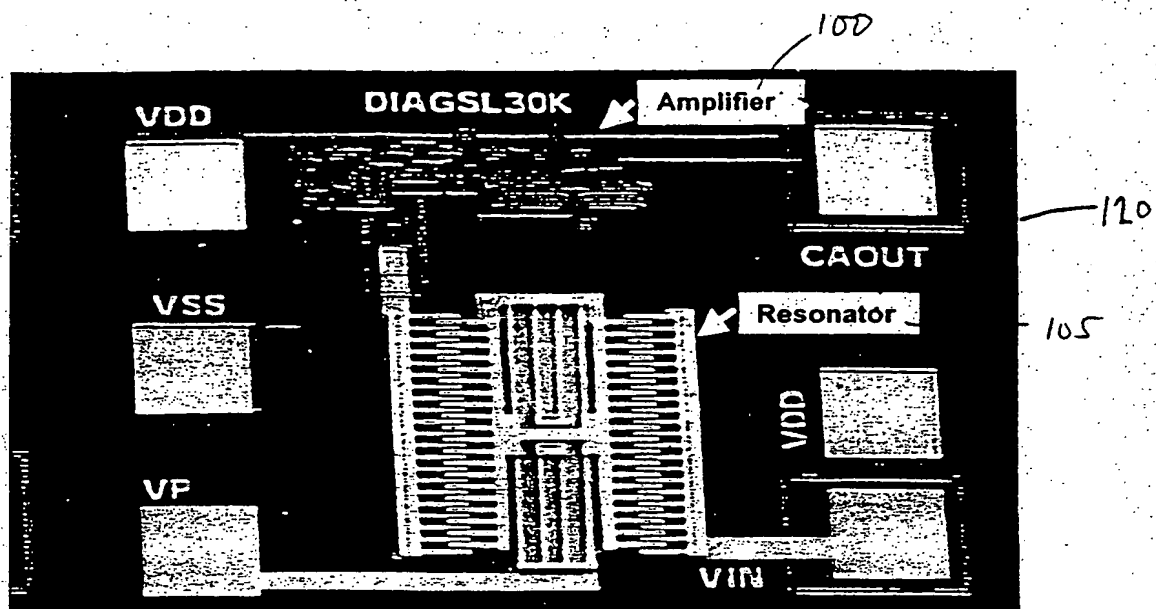 100
DIAGSL30K
Amplifier
VDD
120
CAOUT
VSS
Resonator
105
VDD
VP
VIN